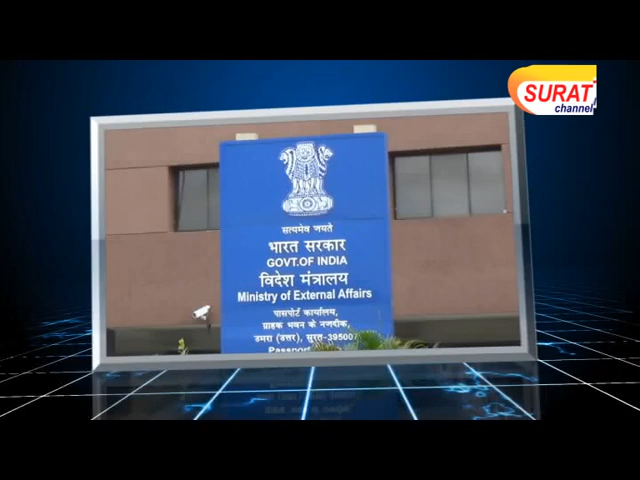 SURAT
channel
सत्यमेव जयते
भारत सरकार
GOVT.OF INDIA
विदेश मंत्रालय
Ministry of External Affairs
पासपोर्ट कार्यालय,
ग्राहक भवन के नजदीक,
उमरा (उत्तर), सुरत-395007
Passport